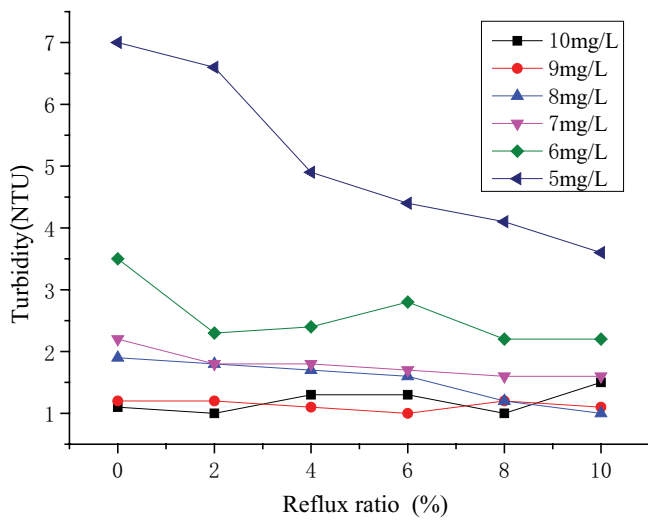 7
6
5
4
3
2
1
Turbidity(NTU)
10mg/L
9mg/L
8mg/L
7mg/L
6mg/L
5mg/L
0 2 4 6 8 10
Reflux ratio (%)